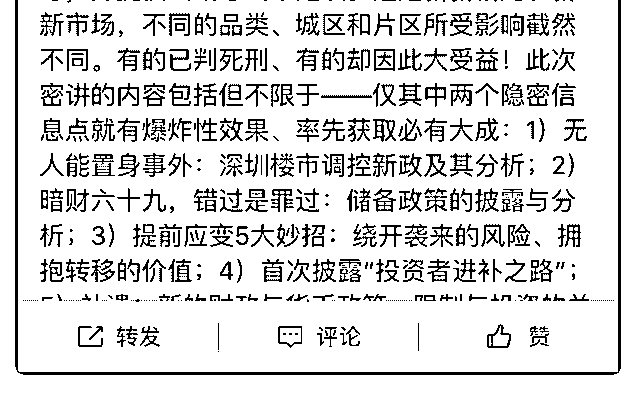 新市场，不同的品类、城区和片区所受影响截然
不同。有的已判死刑、有的却因此大受益！此次
密讲的内容包括但不限于——仅其中两个隐密信
息点就有爆炸性效果、率先获取必有大成：1）无
人能置身事外：深圳楼市调控新政及其分析；2）
暗财六十九，错过是罪过：储备政策的披露与分
析；3）提前应变5大妙招：绕开袭来的风险、拥
抱转移的价值；4）首次披露"投资者进补之路"；
转发 评论 赞